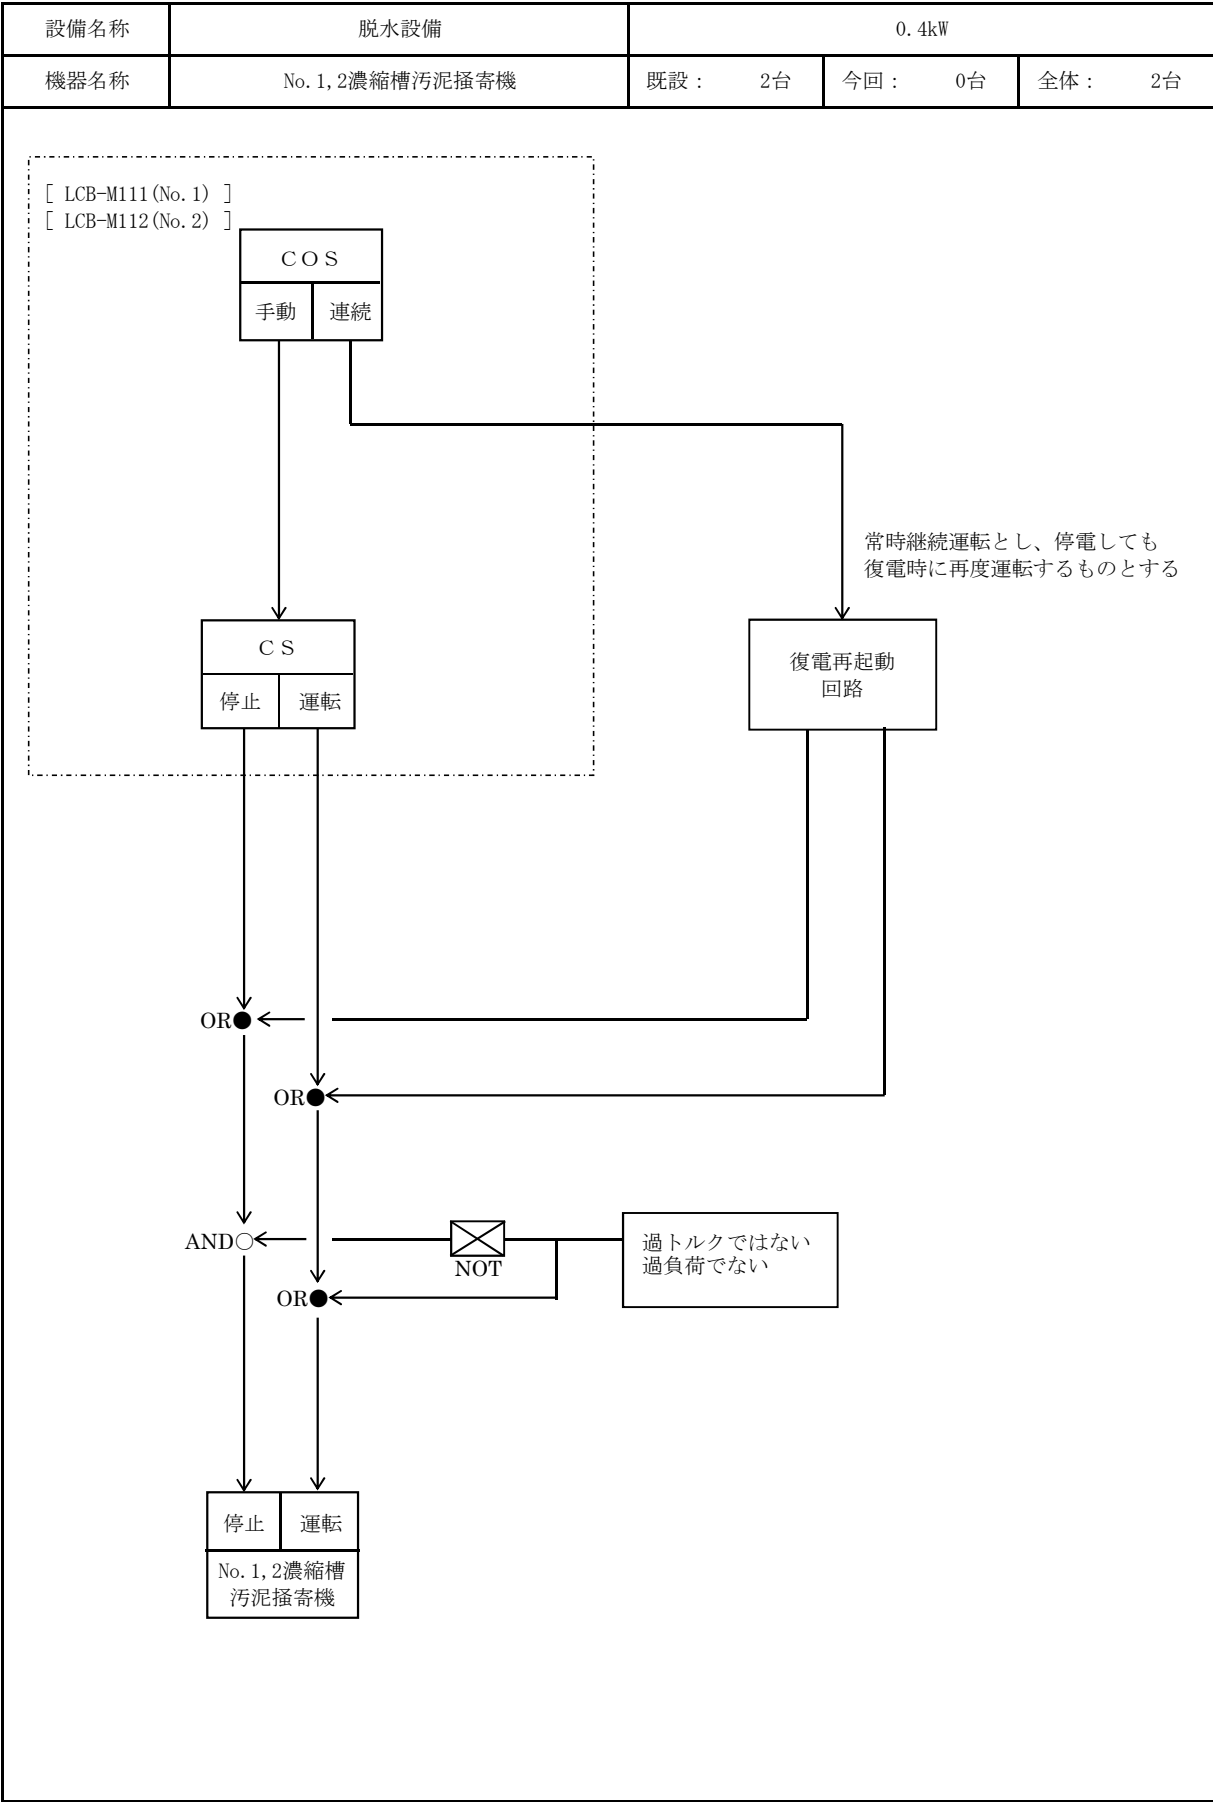 設備名称 脱水設備 0.4kW
機器名称 No.1,2濃縮槽汚泥掻寄機 既設： 2台 今回： 0台 全体： 2台
[ LCB-M111(No.1) ]
[ LCB-M112(No.2) ]
ＣＯＳ
手動 連続
常時継続運転とし、停電しても
復電時に再度運転するものとする
ＣＳ
停止 運転
復電再起動
回路
OR●
OR●
AND○
NOT
過トルクではない
過負荷でない
OR●
停止 運転
No.1,2濃縮槽
汚泥掻寄機